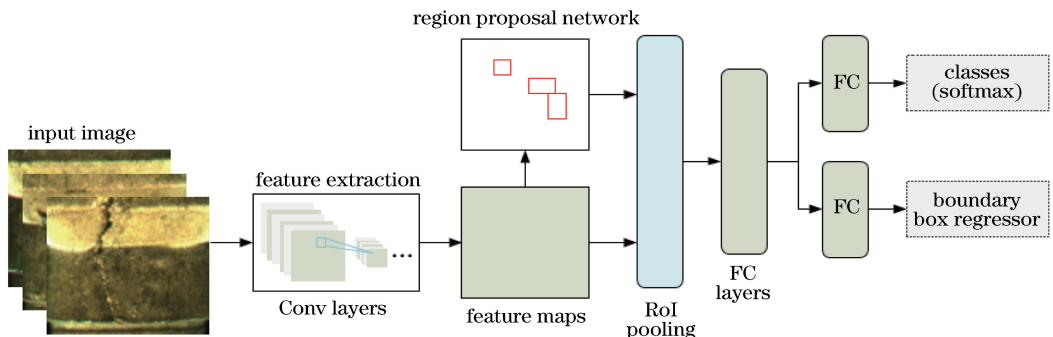 input image
feature extraction
Conv layers
region proposal network
feature maps
RoI
pooling
FC
layers
FC
classes
(softmax)
FC
boundary
box regressor